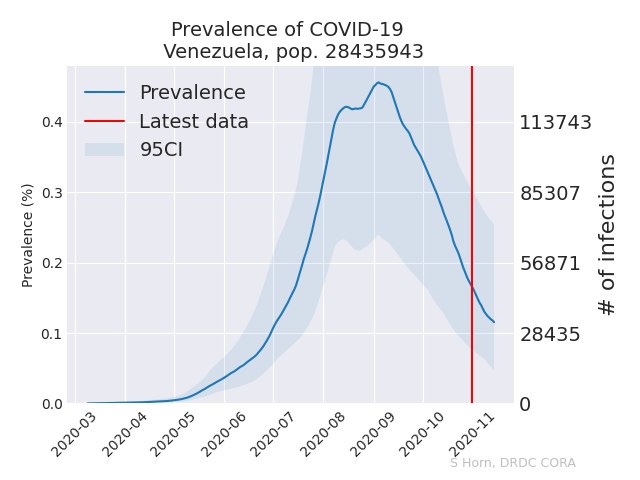 Prevalence of COVID-19
Venezuela, pop. 28435943
Prevalence
Latest data
95CI
Prevalence (%)
0.4
0.3
0.2
0.1
0.0
113743
85307
56871
28435
0
# of infections
2020-03
2020-04
2020-05
2020-06
2020-07
2020-08
2020-09
2020-10
2020-11
S Horn, DRDC CORA